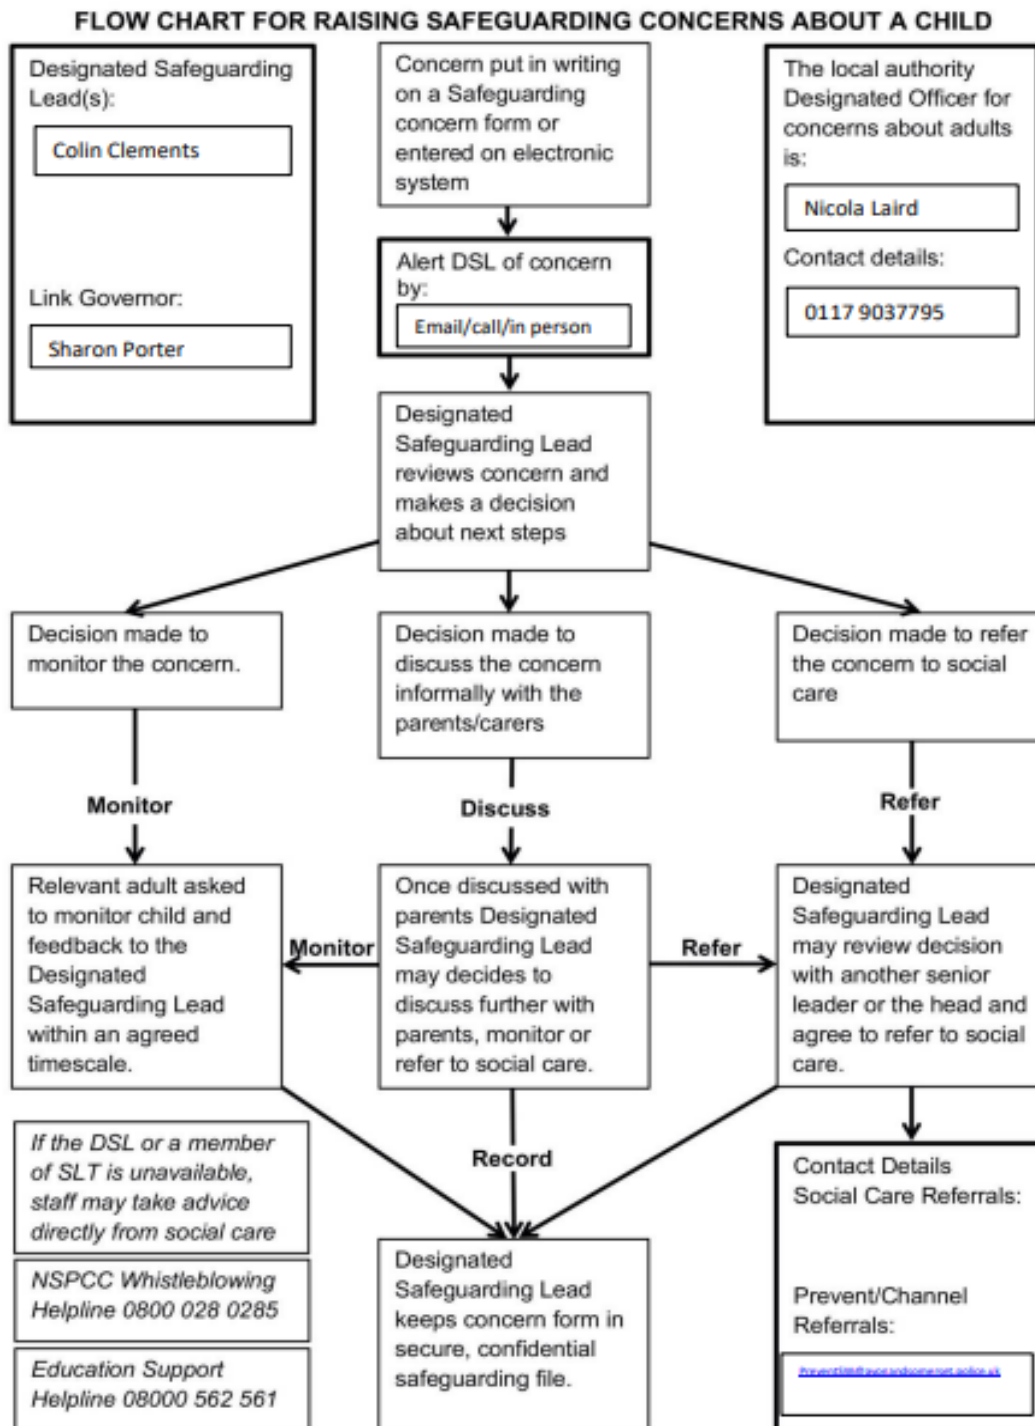 FLOW CHART FOR RAISING SAFEGUARDING CONCERNS ABOUT A CHILD
Designated Safeguarding
Lead(s):
Colin Clements
Link Governor:
Sharon Porter
Concern put in writing
on a Safeguarding
concern form or
entered on electronic
system
The local authority
Designated Officer for
concerns about adults
is:
Nicola Laird
Contact details:
0117 9037795
Alert DSL of concern
by:
Email/call/in person
Designated
Safeguarding Lead
reviews concern and
makes a decision
about next steps
Decision made to
monitor the concern.
Decision made to
discuss the concern
informally with the
parents/carers
Decision made to refer
the concern to social
care
Monitor
Discuss
Refer
Relevant adult asked
to monitor child and
feedback to the
Designated
Safeguarding Lead
within an agreed
timescale.
Monitor
Once discussed with
parents Designated
Safeguarding Lead
may decides to
discuss further with
parents, monitor or
refer to social care.
Refer
Designated
Safeguarding Lead
may review decision
with another senior
leader or the head and
agree to refer to social
care.
If the DSL or a member
of SLT is unavailable,
staff may take advice
directly from social care
NSPCC Whistleblowing
Helpline 0800 028 0285
Education Support
Helpline 08000 562 561
Record
Designated
Safeguarding Lead
keeps concern form in
secure, confidential
safeguarding file.
Contact Details
Social Care Referrals:
Prevent/Channel
Referrals: